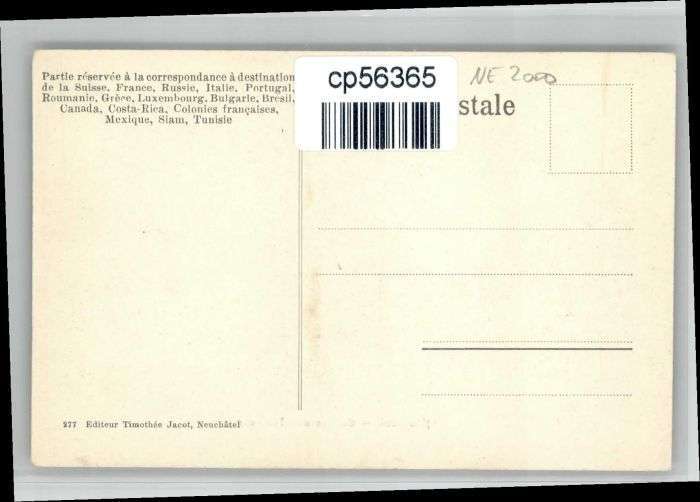 Partie réservée à la correspondance à destination
de la Suisse, France, Russie, Italie, Portugal,
Roumanie, Grèce, Luxembourg, Bulgarie, Brésil,
Canada, Costa-Rica, Colonies françaises,
Mexique, Siam, Tunisie
cp56365
NE 2000
stale
277 Editeur Timothée Jacot, Neuchâtel